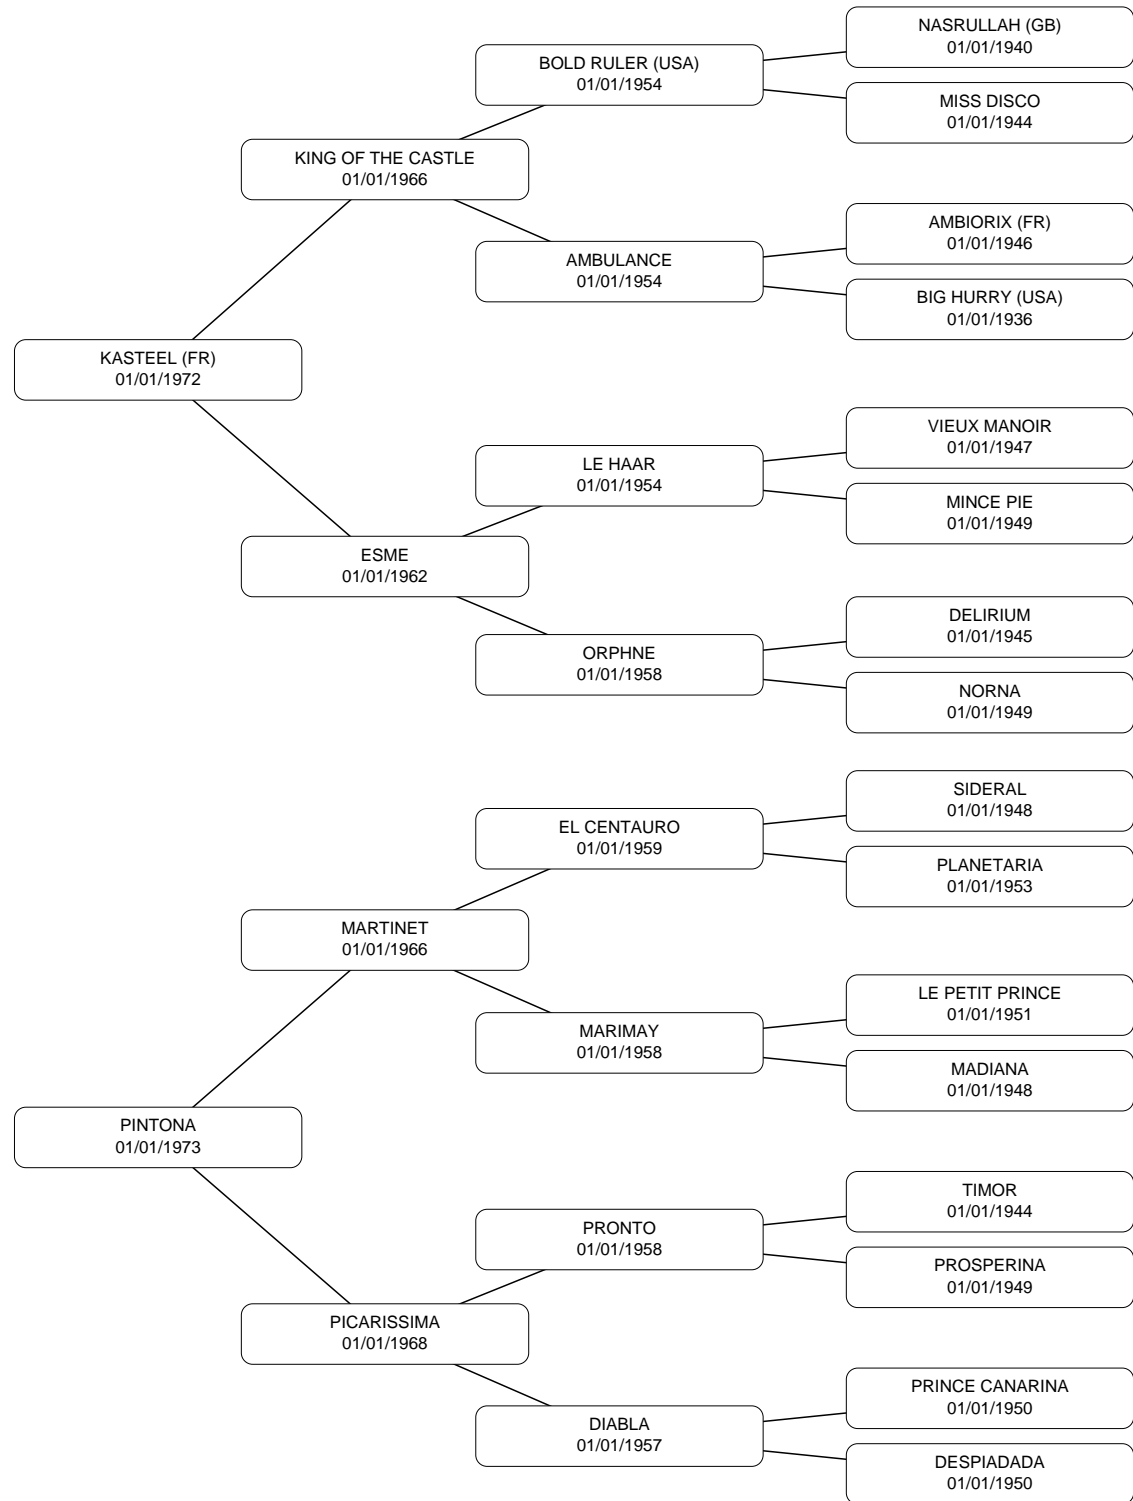 NASRULLAH (GB)
01/01/1940
BOLD RULER (USA)
01/01/1954
MISS DISCO
01/01/1944
KING OF THE CASTLE
01/01/1966
AMBIORIX (FR)
01/01/1946
AMBULANCE
01/01/1954
BIG HURRY (USA)
01/01/1936
KASTEEL (FR)
01/01/1972
VIEUX MANOIR
01/01/1947
LE HAAR
01/01/1954
MINCE PIE
01/01/1949
ESME
01/01/1962
DELIRIUM
01/01/1945
ORPHNE
01/01/1958
NORNA
01/01/1949
SIDERAL
01/01/1948
EL CENTAURO
01/01/1959
PLANETARIA
01/01/1953
MARTINET
01/01/1966
LE PETIT PRINCE
01/01/1951
MARIMAY
01/01/1958
MADIANA
01/01/1948
PINTONA
01/01/1973
TIMOR
01/01/1944
PRONTO
01/01/1958
PROSPERINA
01/01/1949
PICARISSIMA
01/01/1968
PRINCE CANARINA
01/01/1950
DIABLA
01/01/1957
DESPIADADA
01/01/1950